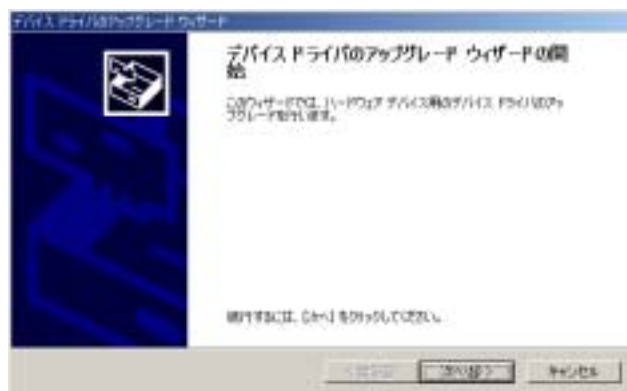 デバイス ドライバのアップグレード ウィザード
デバイス ドライバのアップグレード ウィザードの開
始
このウィザードでは、ハードウェア デバイス用のデバイス ドライバのアッ
プグレードを行います。
続行するには、[次へ] をクリックしてください。
< 戻る(B)
次へ(N) >
キャンセル